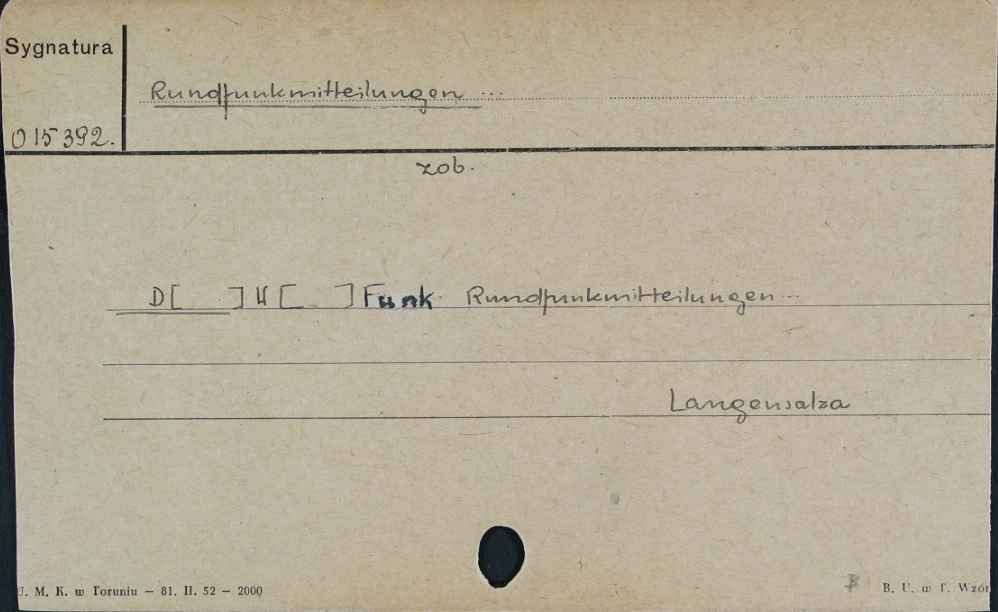 Sygnatura
Rundfunkmitteilungen ...
015392.
zob.
D[ ]H[ ]Funk. Rundfunkmitteilungen...
Langensalza
U. M. K. w Toruniu — 81. II. 52 — 2000
B. U. w T. Wzór